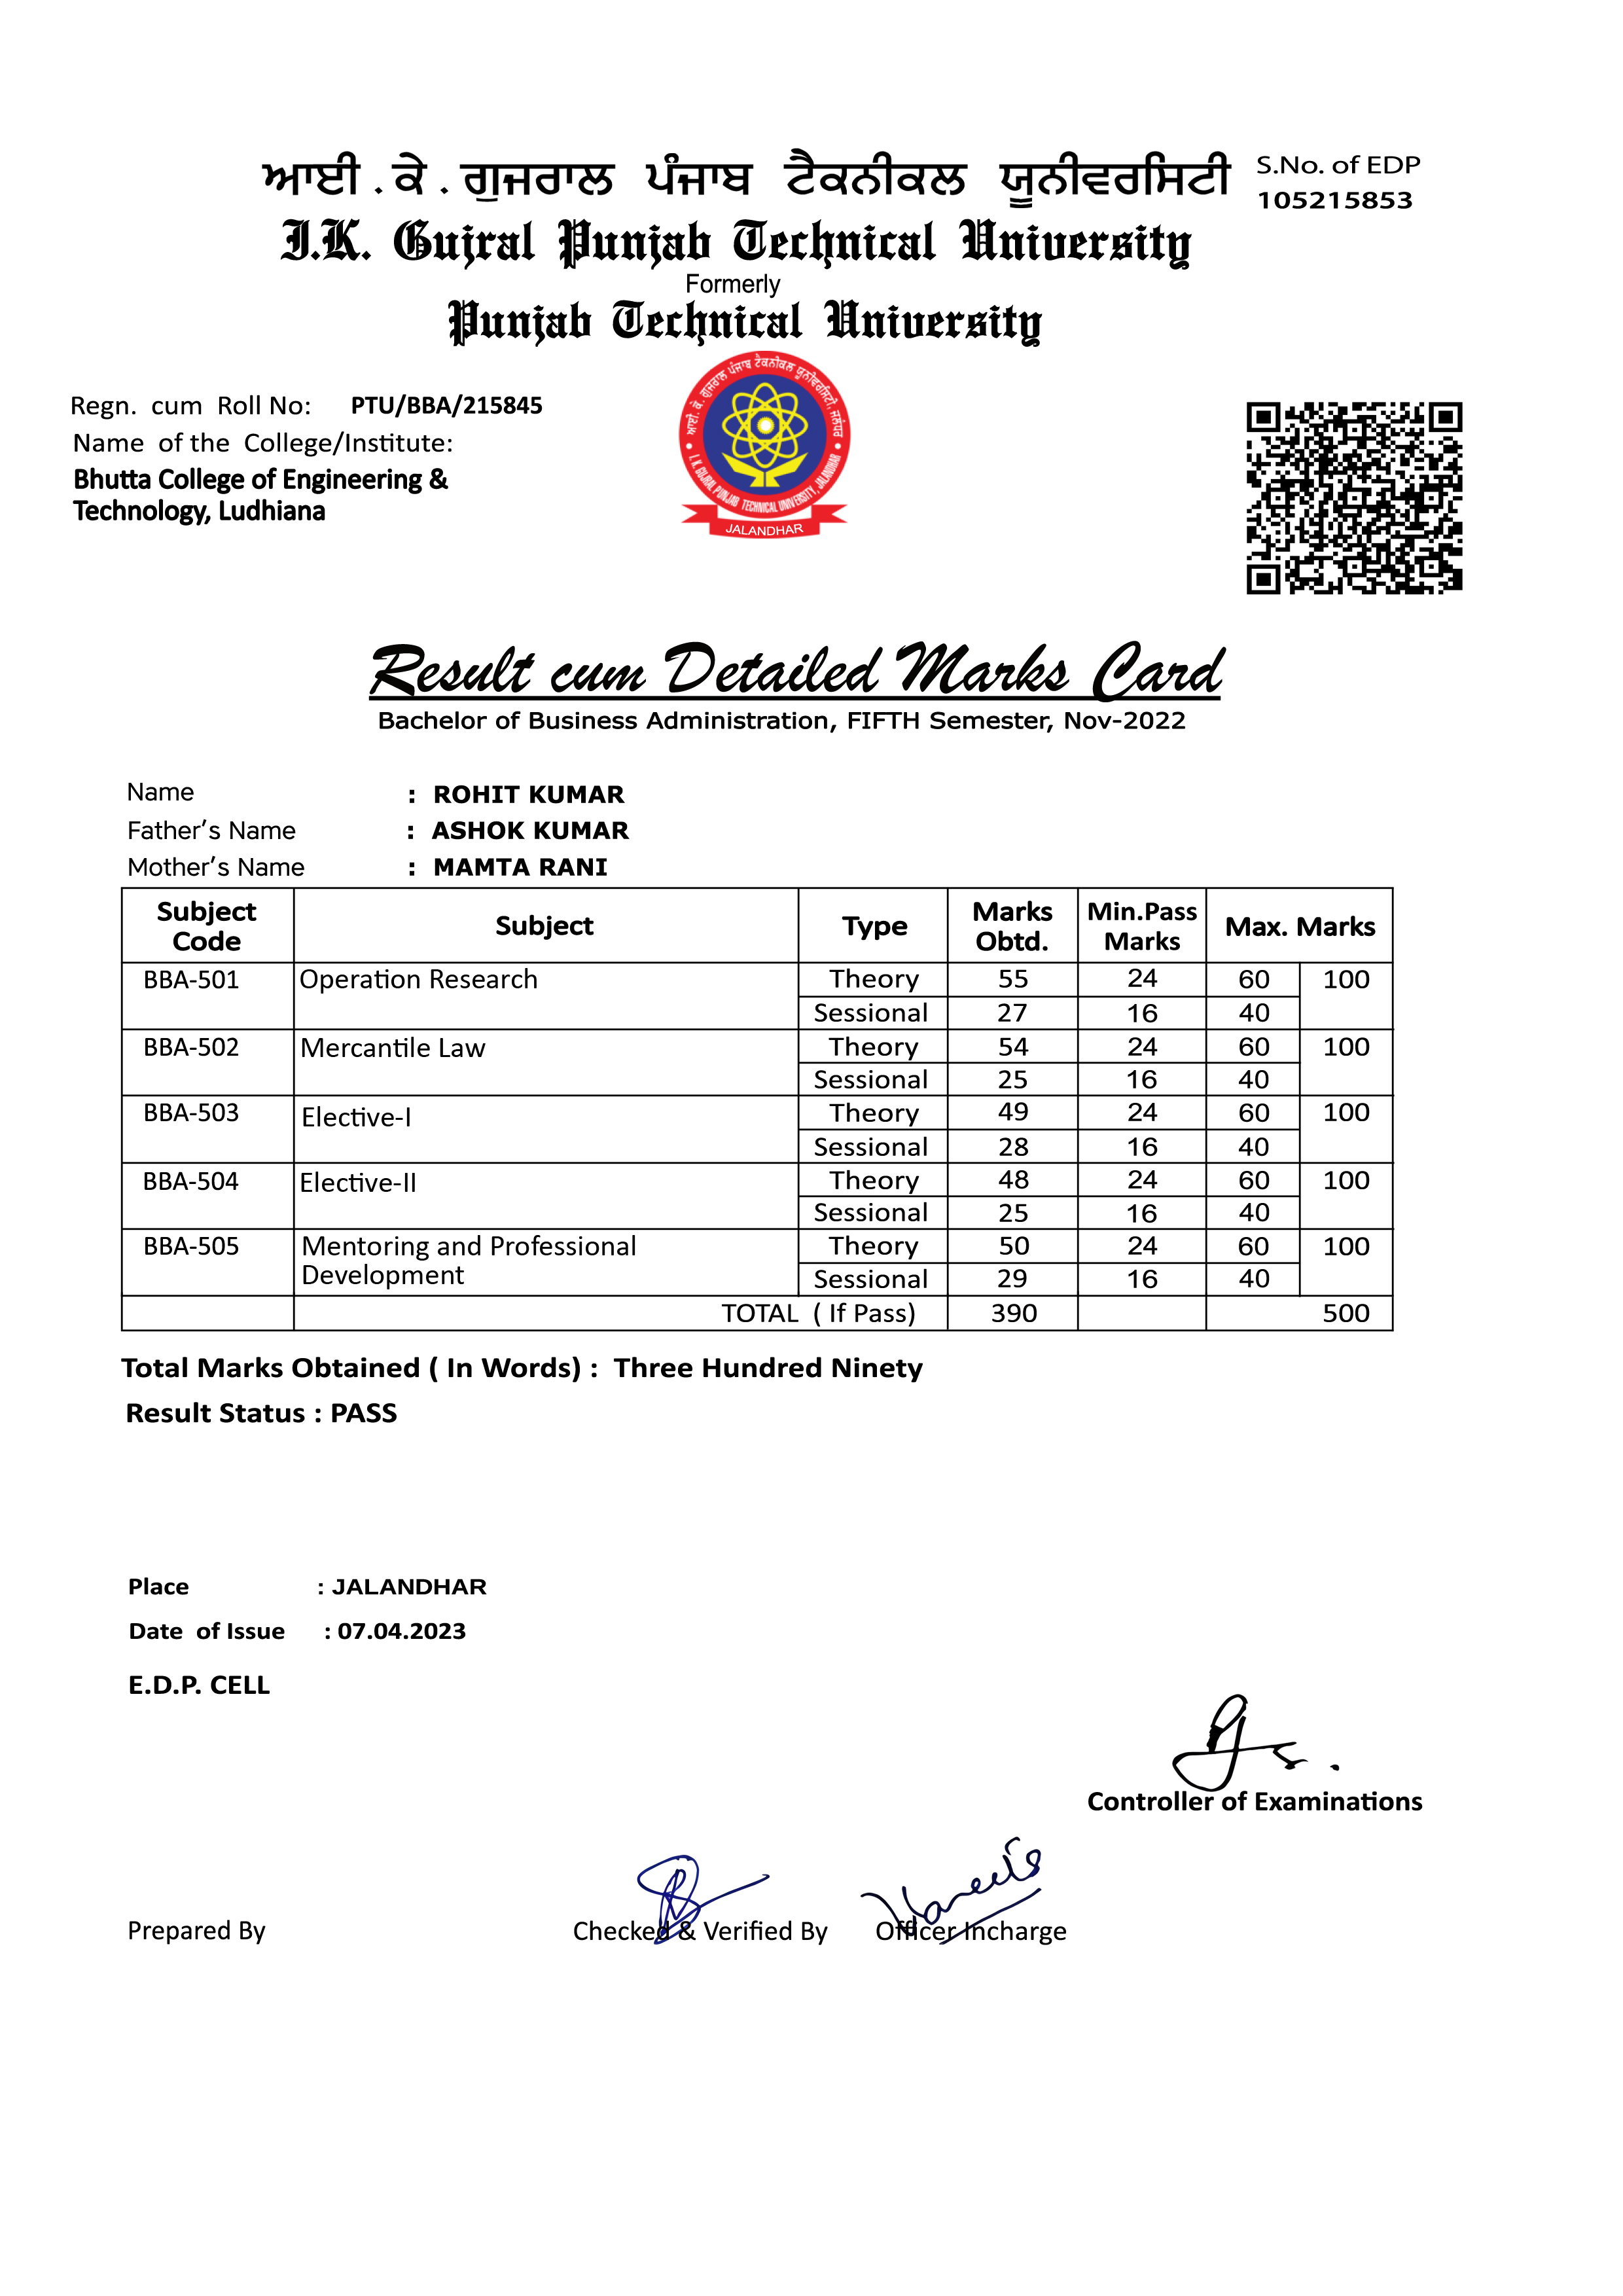 ਆਈ . ਕੇ . ਗੁਜਰਾਲ ਪੰਜਾਬ ਟੈਕਨੀਕਲ ਯੂਨੀਵਰਸਿਟੀ
S.No. of EDP
105215853
I.K. Gujral Punjab Technical University
Formerly
Punjab Technical University
ਆਈ. ਕੇ. ਗੁਜਰਾਲ ਪੰਜਾਬ ਟੈਕਨੀਕਲ ਯੂਨੀਵਰਸਿਟੀ, ਜਲੰਧਰ
I. K. GUJRAL PUNJAB TECHNICAL UNIVERSITY, JALANDHAR
JALANDHAR
Regn. cum Roll No: PTU/BBA/215845
Name of the College/Institute:
Bhutta College of Engineering &
Technology, Ludhiana
Result cum Detailed Marks Card
Bachelor of Business Administration, FIFTH Semester, Nov-2022
Name : ROHIT KUMAR
Father's Name : ASHOK KUMAR
Mother's Name : MAMTA RANI
Subject Code Subject Type Marks Obtd. Min.Pass Marks Max. Marks
BBA-501 Operation Research Theory 55 24 60 100
Sessional 27 16 40
BBA-502 Mercantile Law Theory 54 24 60 100
Sessional 25 16 40
BBA-503 Elective-I Theory 49 24 60 100
Sessional 28 16 40
BBA-504 Elective-II Theory 48 24 60 100
Sessional 25 16 40
BBA-505 Mentoring and Professional Theory 50 24 60 100
Development Sessional 29 16 40
TOTAL ( If Pass) 390 500
Total Marks Obtained ( In Words) : Three Hundred Ninety
Result Status : PASS
Place : JALANDHAR
Date of Issue : 07.04.2023
E.D.P. CELL
Controller of Examinations
Prepared By Checked & Verified By Officer Incharge